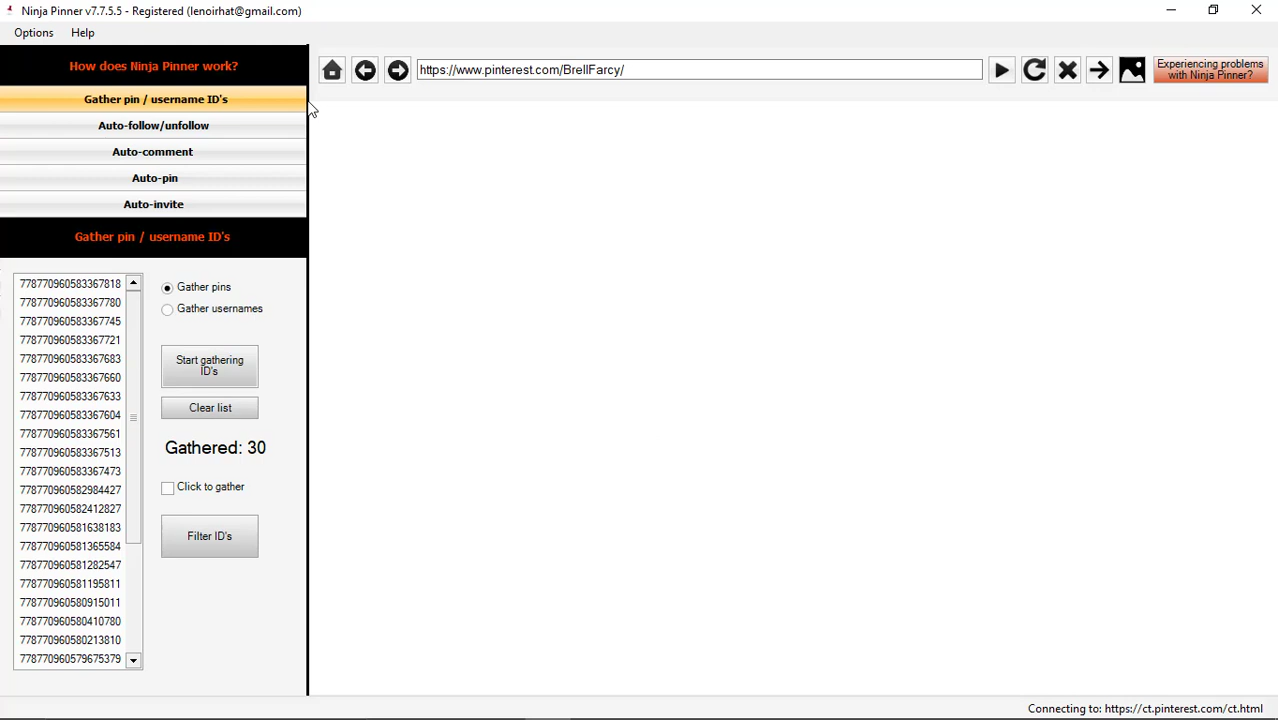 Ninja Pinner v7.7.5.5 - Registered (lenoirhat@gmail.com)
Options Help
How does Ninja Pinner work?
https://www.pinterest.com/BrellFarcy/
Experiencing problems
with Ninja Pinner?
Gather pin / username ID's
Auto-follow/unfollow
Auto-comment
Auto-pin
Auto-invite
Gather pin / username ID's
778770960583367818
778770960583367780
778770960583367745
778770960583367721
778770960583367683
778770960583367660
778770960583367633
778770960583367604
778770960583367561
778770960583367513
778770960583367473
778770960582984427
778770960582412827
778770960581638183
778770960581365584
778770960581282547
778770960581195811
778770960580915011
778770960580410780
778770960580213810
778770960579675379
Gather pins
Gather usernames
Start gathering
ID's
Clear list
Gathered: 30
Click to gather
Filter ID's
Connecting to: https://ct.pinterest.com/ct.html